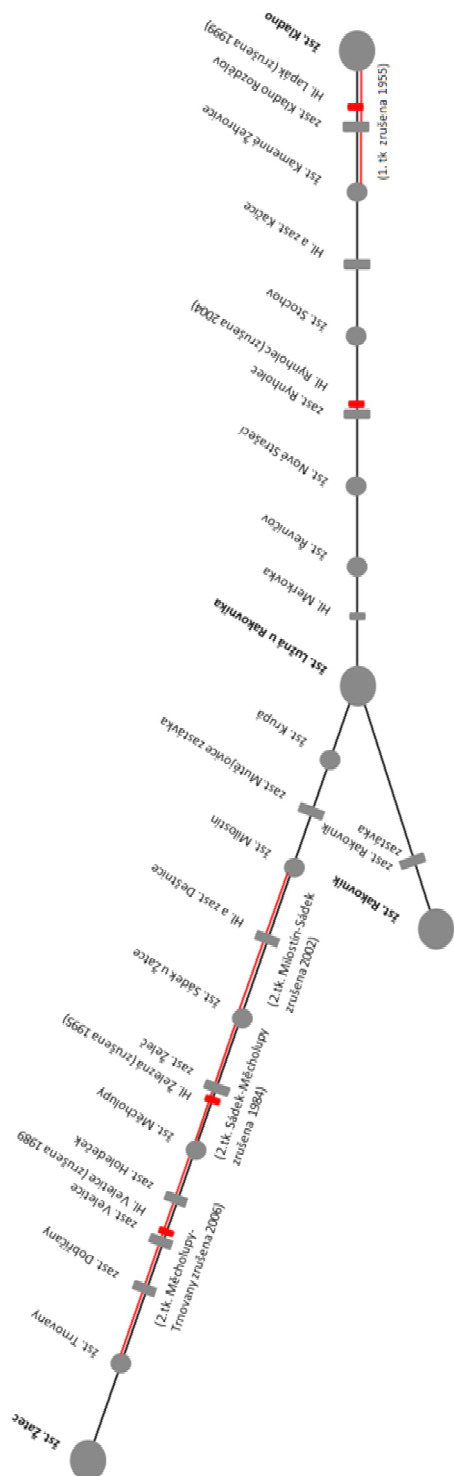 žst. Kladno
Hl. Lapák (zrušena 1999)
zast. Kladno Rozdělov
(1. tk zrušena 1955)
žst. Kamenné Žehrovice
Hl. a zast. Kačice
žst. Stochov
Hl. Rynholec (zrušena 2004)
zast. Rynholec
žst. Nové Strašecí
žst. Řevničov
Hl. Merkovka
žst. Lužná u Rakovníka
žst. Krupá
zast. Mutějovice zastávka
zast. Rakovník
zastávka
žst. Rakovník
žst. Milostín
Hl. a zast. Deštnice
(2.tk. Milostín-Sádek
zrušena 2002)
žst. Sádek u Žatce
zast. Želeč
Hl. Železná (zrušena 1995)
(2.tk. Sádek-Měcholupy
zrušena 1984)
žst. Měcholupy
zast. Holedeček
Hl. Veletice (zrušena 1989
zast. Veletice
(2.tk. Měcholupy-
Trnovany zrušena 2006)
zast. Dobříčany
žst. Trnovany
žst. Žatec